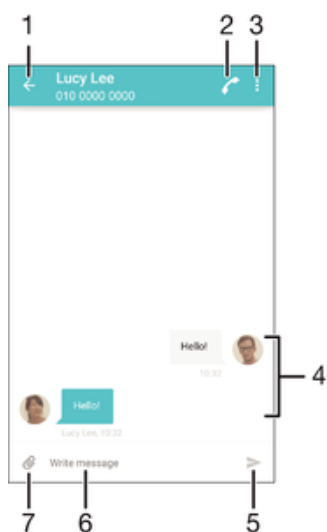 1 2 3
Lucy Lee
010 0000 0000
Hello!
10:32
4
Hello!
Lucy Lee, 10:32
Write message
7 6 5